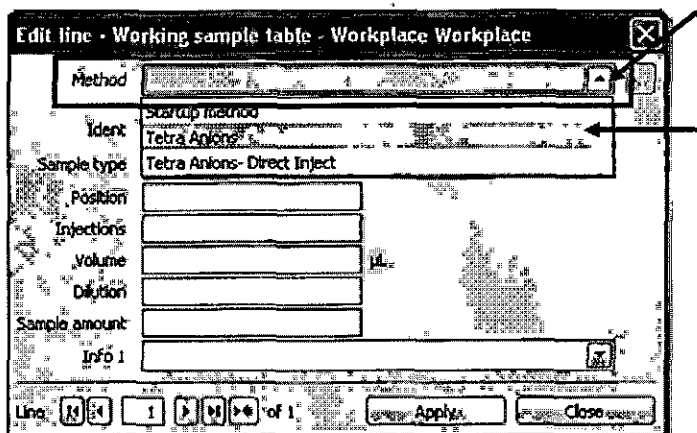 Edit line - Working sample table - Workplace Workplace
Method
Startup method
Ident
Tetra Anions
Sample type
Tetra Anions- Direct Inject
Position
Injections
Volume
µL
Dilution
Sample amount
Info 1
Line 1 of 1 Apply Close